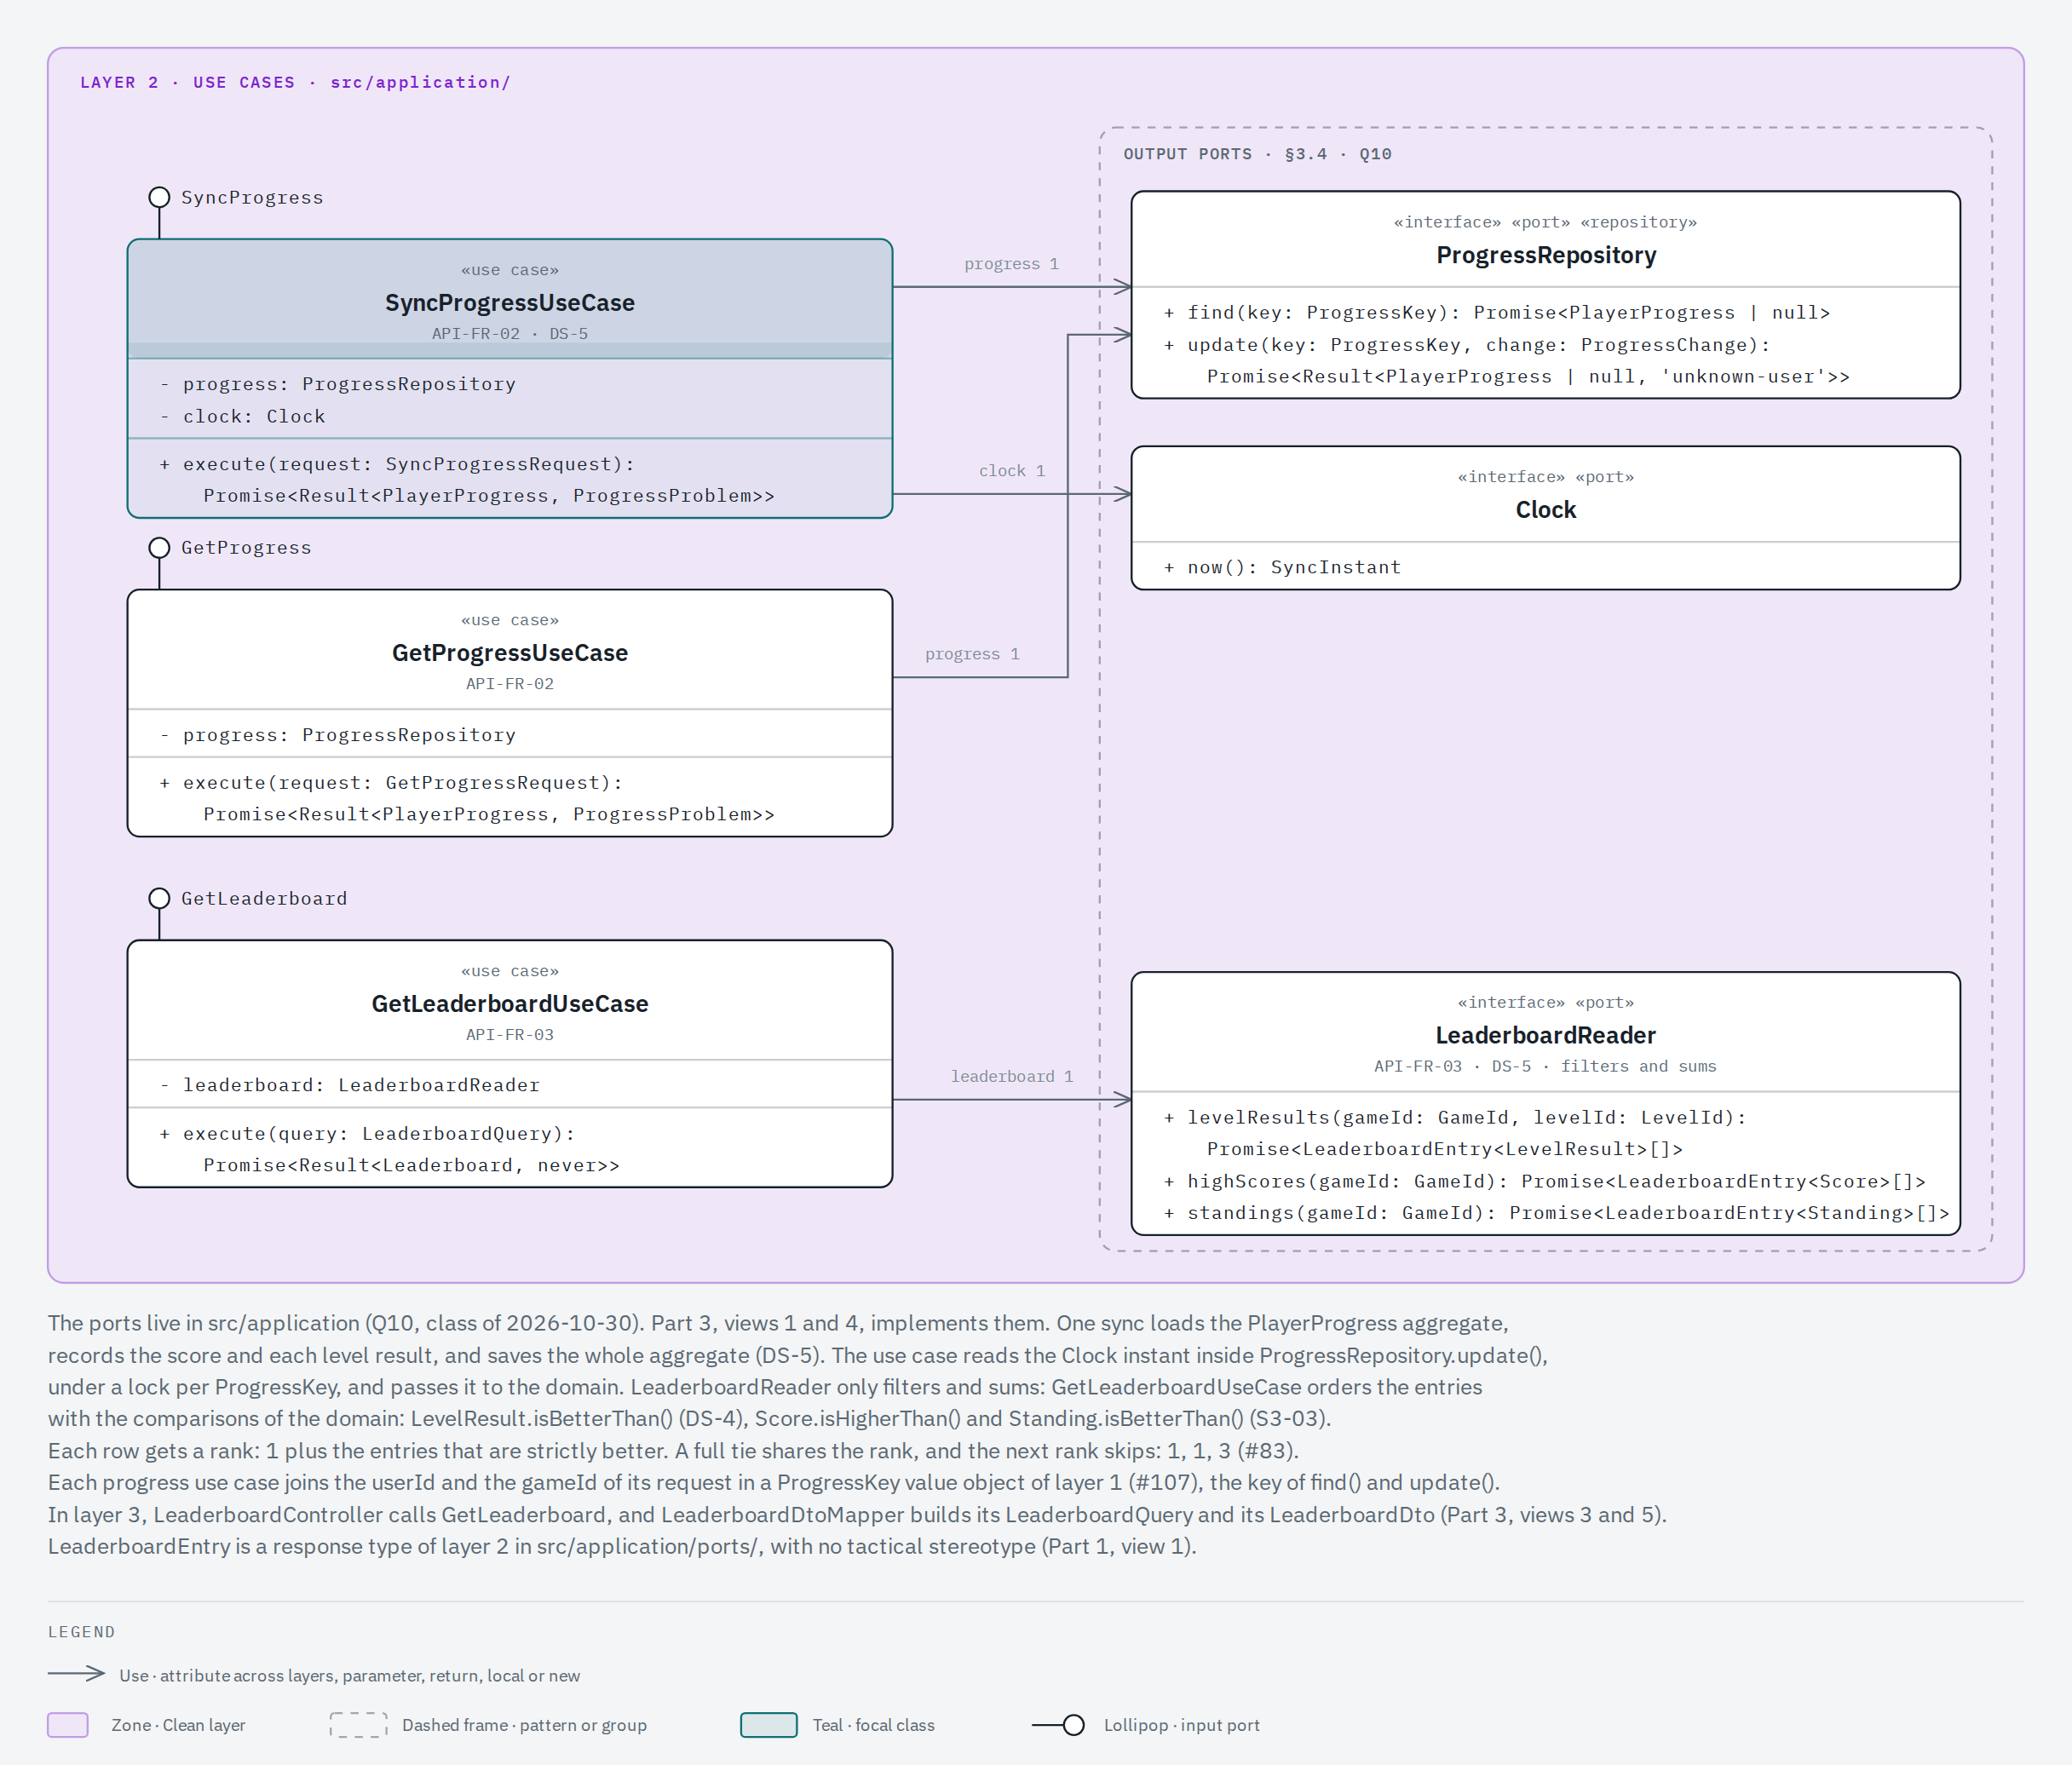 LAYER 2 · USE CASES · src/application/
OUTPUT PORTS · §3.4 · Q10
SyncProgress
«use case»
SyncProgressUseCase
API-FR-02 · DS-5
- progress: ProgressRepository
- clock: Clock
+ execute(request: SyncProgressRequest):
Promise<Result<PlayerProgress, ProgressProblem>>
progress 1
clock 1
«interface» «port» «repository»
ProgressRepository
+ find(key: ProgressKey): Promise<PlayerProgress | null>
+ update(key: ProgressKey, change: ProgressChange):
Promise<Result<PlayerProgress | null, 'unknown-user'>>
«interface» «port»
Clock
+ now(): SyncInstant
GetProgress
«use case»
GetProgressUseCase
API-FR-02
- progress: ProgressRepository
+ execute(request: GetProgressRequest):
Promise<Result<PlayerProgress, ProgressProblem>>
progress 1
GetLeaderboard
«use case»
GetLeaderboardUseCase
API-FR-03
- leaderboard: LeaderboardReader
+ execute(query: LeaderboardQuery):
Promise<Result<Leaderboard, never>>
leaderboard 1
«interface» «port»
LeaderboardReader
API-FR-03 · DS-5 · filters and sums
+ levelResults(gameId: GameId, levelId: LevelId):
Promise<LeaderboardEntry<LevelResult>[]>
+ highScores(gameId: GameId): Promise<LeaderboardEntry<Score>[]>
+ standings(gameId: GameId): Promise<LeaderboardEntry<Standing>[]>
The ports live in src/application (Q10, class of 2026-10-30). Part 3, views 1 and 4, implements them. One sync loads the PlayerProgress aggregate,
records the score and each level result, and saves the whole aggregate (DS-5). The use case reads the Clock instant inside ProgressRepository.update(),
under a lock per ProgressKey, and passes it to the domain. LeaderboardReader only filters and sums: GetLeaderboardUseCase orders the entries
with the comparisons of the domain: LevelResult.isBetterThan() (DS-4), Score.isHigherThan() and Standing.isBetterThan() (S3-03).
Each row gets a rank: 1 plus the entries that are strictly better. A full tie shares the rank, and the next rank skips: 1, 1, 3 (#83).
Each progress use case joins the userId and the gameId of its request in a ProgressKey value object of layer 1 (#107), the key of find() and update().
In layer 3, LeaderboardController calls GetLeaderboard, and LeaderboardDtoMapper builds its LeaderboardQuery and its LeaderboardDto (Part 3, views 3 and 5).
LeaderboardEntry is a response type of layer 2 in src/application/ports/, with no tactical stereotype (Part 1, view 1).
LEGEND
Use · attribute across layers, parameter, return, local or new
Zone · Clean layer
Dashed frame · pattern or group
Teal · focal class
Lollipop · input port